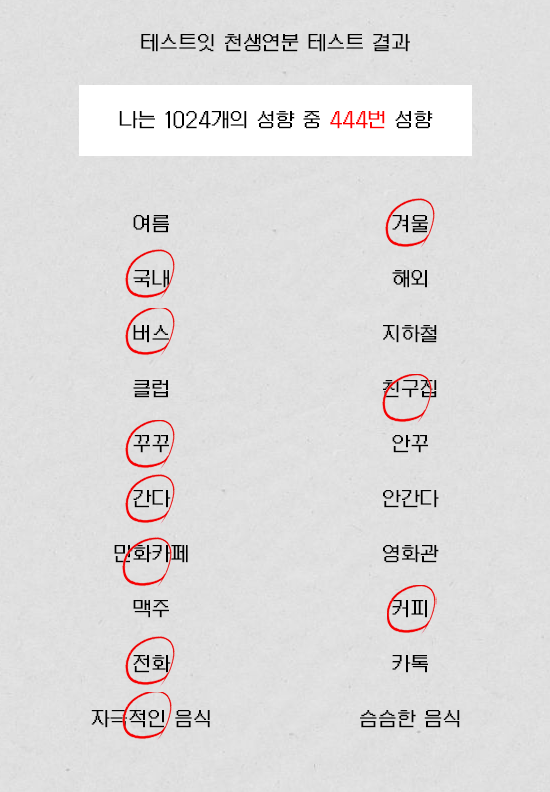 테스트잇 천생연분 테스트 결과
나는 1024개의 성향 중 444번 성향
여름 겨울
국내 해외
버스 지하철
클럽 친구집
꾸꾸 안꾸
간다 안간다
만화카페 영화관
맥주 커피
전화 카톡
자극적인 음식 슴슴한 음식